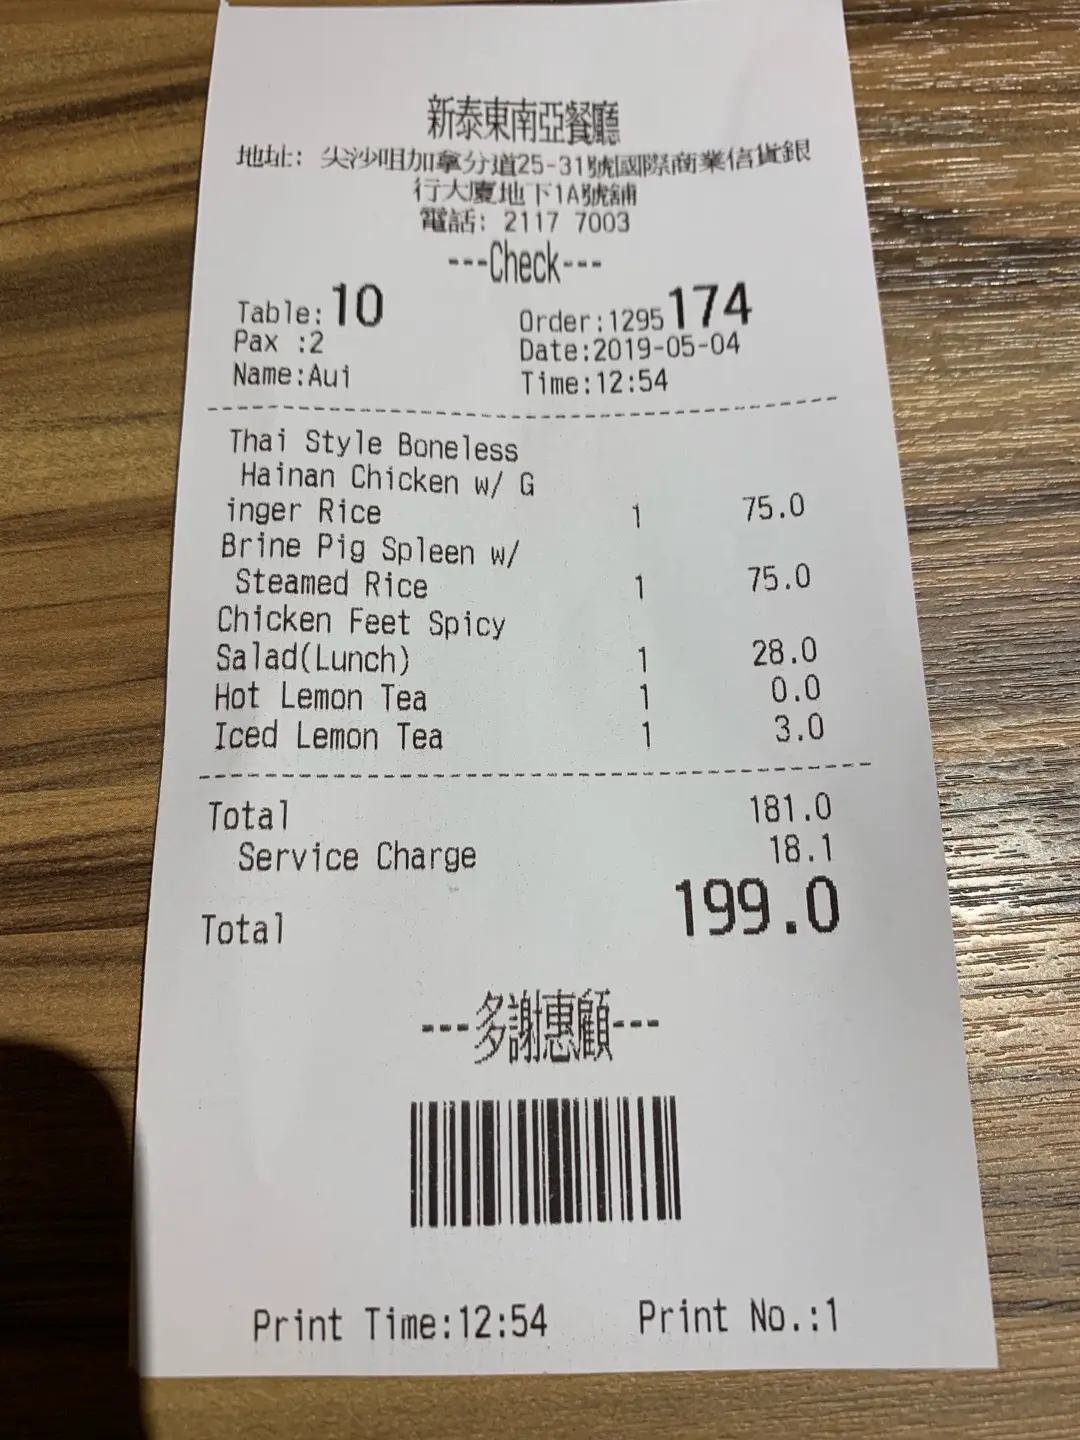 新泰東南亞餐廳
地址: 尖沙咀加拿分道25-31號國際商業信貸銀
行大廈地下1A號舖
電話: 2117 7003
---Check---
Table:10 Order:1295174
Pax :2 Date:2019-05-04
Name:Aui Time:12:54
Thai Style Boneless
Hainan Chicken w/ G
inger Rice 1 75.0
Brine Pig Spleen w/
Steamed Rice 1 75.0
Chicken Feet Spicy
Salad(Lunch) 1 28.0
Hot Lemon Tea 1 0.0
Iced Lemon Tea 1 3.0
Total 181.0
Service Charge 18.1
Total 199.0
---多謝惠顧---
Print Time:12:54 Print No.:1